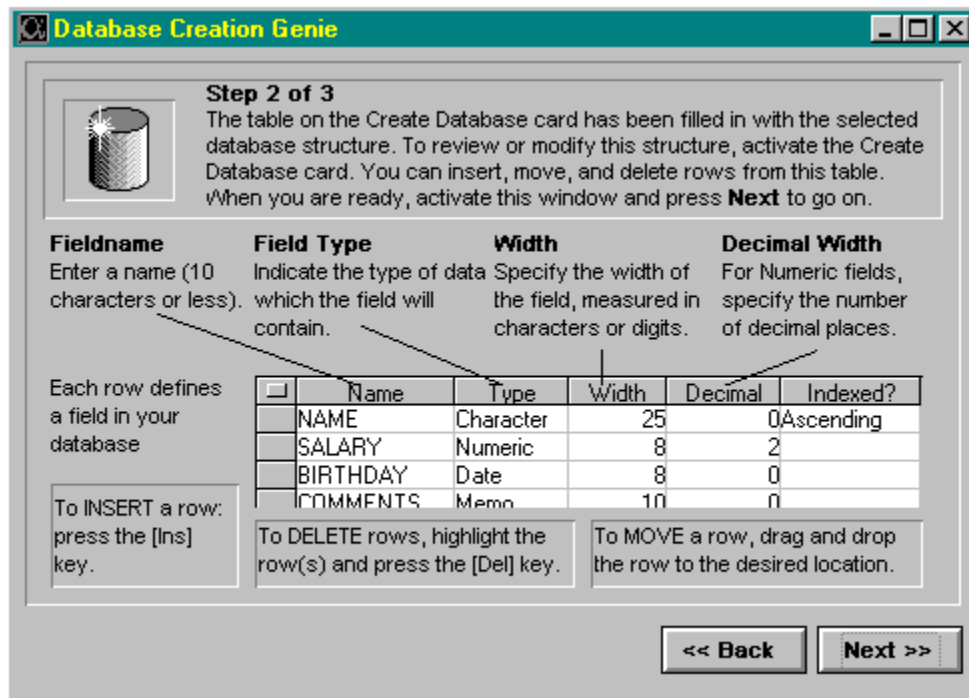 Database Creation Genie
Step 2 of 3
The table on the Create Database card has been filled in with the selected
database structure. To review or modify this structure, activate the Create
Database card. You can insert, move, and delete rows from this table.
When you are ready, activate this window and press Next to go on.
Fieldname
Enter a name (10
characters or less).
Field Type
Indicate the type of data
which the field will
contain.
Width
Specify the width of
the field, measured in
characters or digits.
Decimal Width
For Numeric fields,
specify the number
of decimal places.
Each row defines
a field in your
database
Name Type Width Decimal Indexed?
NAME Character 25 0 Ascending
SALARY Numeric 8 2
BIRTHDAY Date 8 0
COMMENTS Memo 10 0
To INSERT a row:
press the [Ins]
key.
To DELETE rows, highlight the
row(s) and press the [Del] key.
To MOVE a row, drag and drop
the row to the desired location.
<< Back Next >>